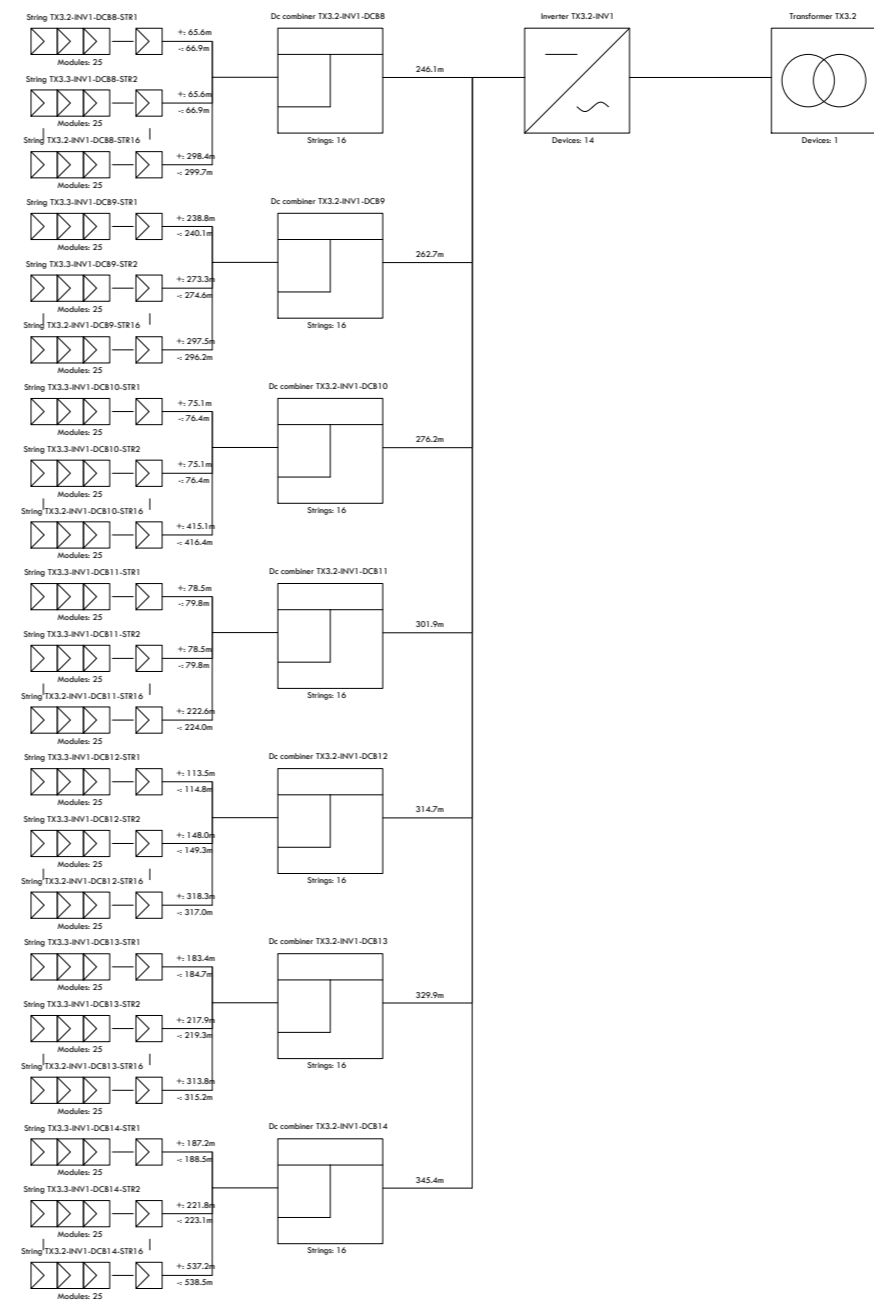 String TX3.2-INV1-DCB8-STR1
+: 65.6m
-: 66.9m
Modules: 25
String TX3.3-INV1-DCB8-STR2
+: 65.6m
-: 66.9m
Modules: 25
String TX3.2-INV1-DCB8-STR16
+: 298.4m
-: 299.7m
Modules: 25
Dc combiner TX3.2-INV1-DCB8
Strings: 16
246.1m
Inverter TX3.2-INV1
Devices: 14
Transformer TX3.2
Devices: 1
String TX3.3-INV1-DCB9-STR1
+: 238.8m
-: 240.1m
Modules: 25
String TX3.3-INV1-DCB9-STR2
+: 273.3m
-: 274.6m
Modules: 25
String TX3.2-INV1-DCB9-STR16
+: 297.5m
-: 296.2m
Modules: 25
Dc combiner TX3.2-INV1-DCB9
Strings: 16
262.7m
String TX3.3-INV1-DCB10-STR1
+: 75.1m
-: 76.4m
Modules: 25
String TX3.3-INV1-DCB10-STR2
+: 75.1m
-: 76.4m
Modules: 25
String TX3.2-INV1-DCB10-STR16
+: 415.1m
-: 416.4m
Modules: 25
Dc combiner TX3.2-INV1-DCB10
Strings: 16
276.2m
String TX3.3-INV1-DCB11-STR1
+: 78.5m
-: 79.8m
Modules: 25
String TX3.3-INV1-DCB11-STR2
+: 78.5m
-: 79.8m
Modules: 25
String TX3.2-INV1-DCB11-STR16
+: 222.6m
-: 224.0m
Modules: 25
Dc combiner TX3.2-INV1-DCB11
Strings: 16
301.9m
String TX3.3-INV1-DCB12-STR1
+: 113.5m
-: 114.8m
Modules: 25
String TX3.3-INV1-DCB12-STR2
+: 148.0m
-: 149.3m
Modules: 25
String TX3.2-INV1-DCB12-STR16
+: 318.3m
-: 317.0m
Modules: 25
Dc combiner TX3.2-INV1-DCB12
Strings: 16
314.7m
String TX3.3-INV1-DCB13-STR1
+: 183.4m
-: 184.7m
Modules: 25
String TX3.3-INV1-DCB13-STR2
+: 217.9m
-: 219.3m
Modules: 25
String TX3.2-INV1-DCB13-STR16
+: 313.8m
-: 315.2m
Modules: 25
Dc combiner TX3.2-INV1-DCB13
Strings: 16
329.9m
String TX3.3-INV1-DCB14-STR1
+: 187.2m
-: 188.5m
Modules: 25
String TX3.3-INV1-DCB14-STR2
+: 221.8m
-: 223.1m
Modules: 25
String TX3.2-INV1-DCB14-STR16
+: 537.2m
-: 538.5m
Modules: 25
Dc combiner TX3.2-INV1-DCB14
Strings: 16
345.4m